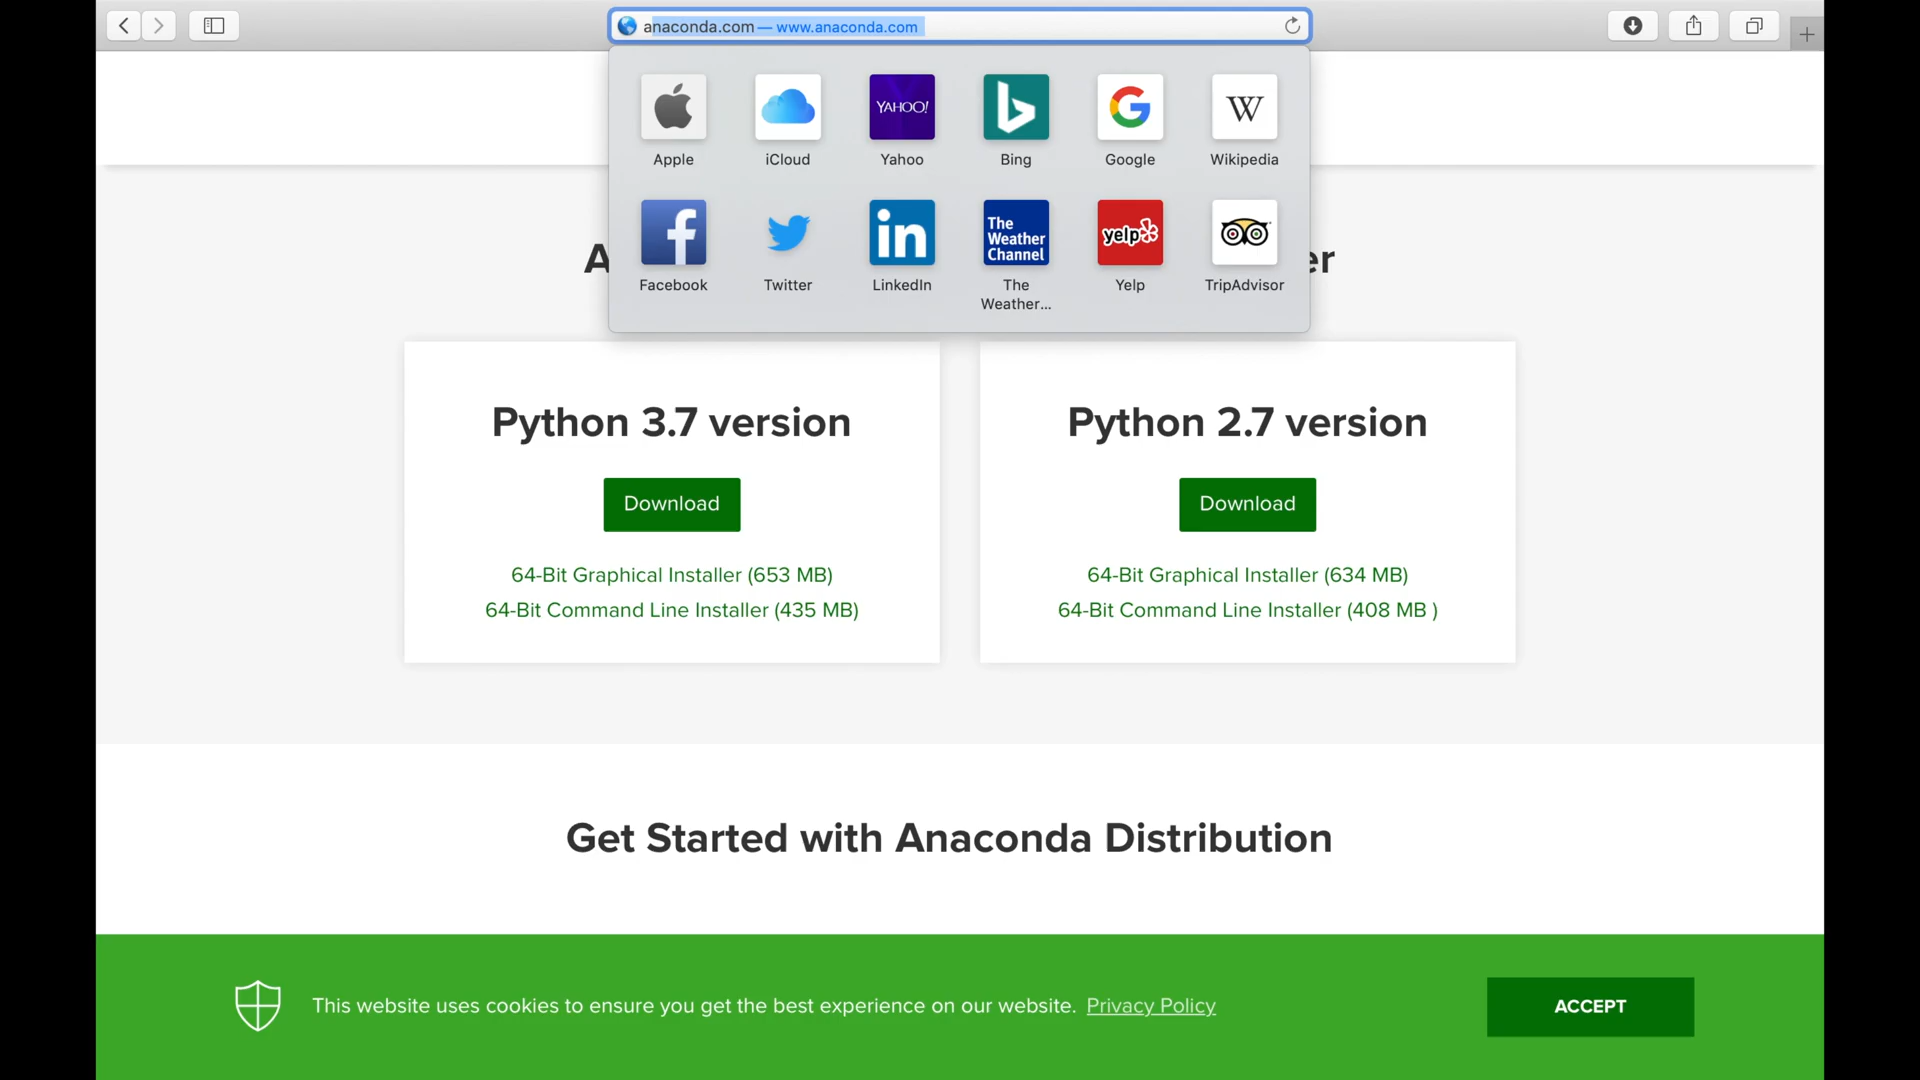 anaconda.com — www.anaconda.com
YAHOO!
W
Apple
iCloud
Yahoo
Bing
Google
Wikipedia
f
in
The
Weather
Channel
yelp
Facebook
Twitter
LinkedIn
The
Weather...
Yelp
TripAdvisor
A
er
Python 3.7 version
Download
64-Bit Graphical Installer (653 MB)
64-Bit Command Line Installer (435 MB)
Python 2.7 version
Download
64-Bit Graphical Installer (634 MB)
64-Bit Command Line Installer (408 MB )
Get Started with Anaconda Distribution
This website uses cookies to ensure you get the best experience on our website. Privacy Policy
ACCEPT